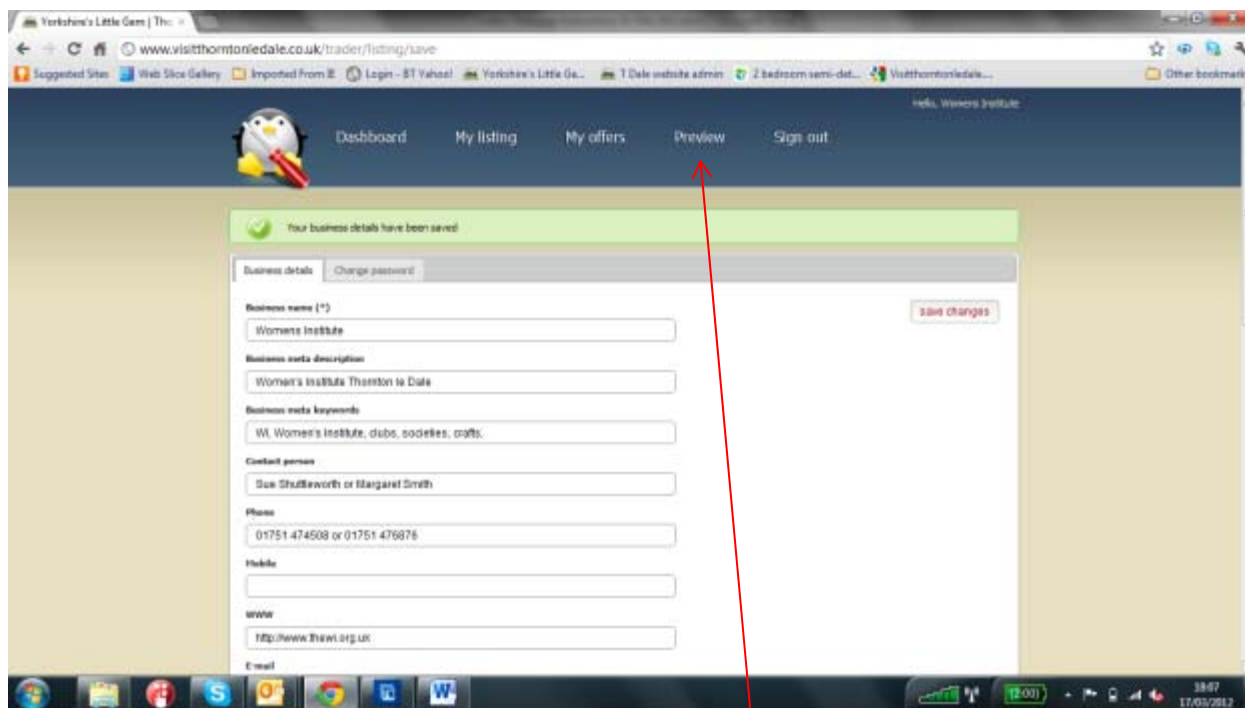 Yorkshire's Little Gem | Tho
www.visitthorntonledale.co.uk/trader/listing/save
Suggested Sites Web Slice Gallery Imported From IE Login - BT Yahoo! Yorkshire's Little Ge... T Dale website admin 2 bedroom semi-det... Visitthorntonledale.... Other bookmark
Hello, Womens Institute
Dashboard My listing My offers Preview Sign out
Your business details have been saved
Business details Change password
Business name (*)
save changes
Womens Institute
Business meta description
Women's Institute Thornton le Dale
Business meta keywords
WI, Women's Institute, clubs, societies, crafts,
Contact person
Sue Shuttleworth or Margaret Smith
Phone
01751 474508 or 01751 476876
Mobile
WWW
http://www.thewi.org.uk
E-mail
12:00
18:07
17/03/2012